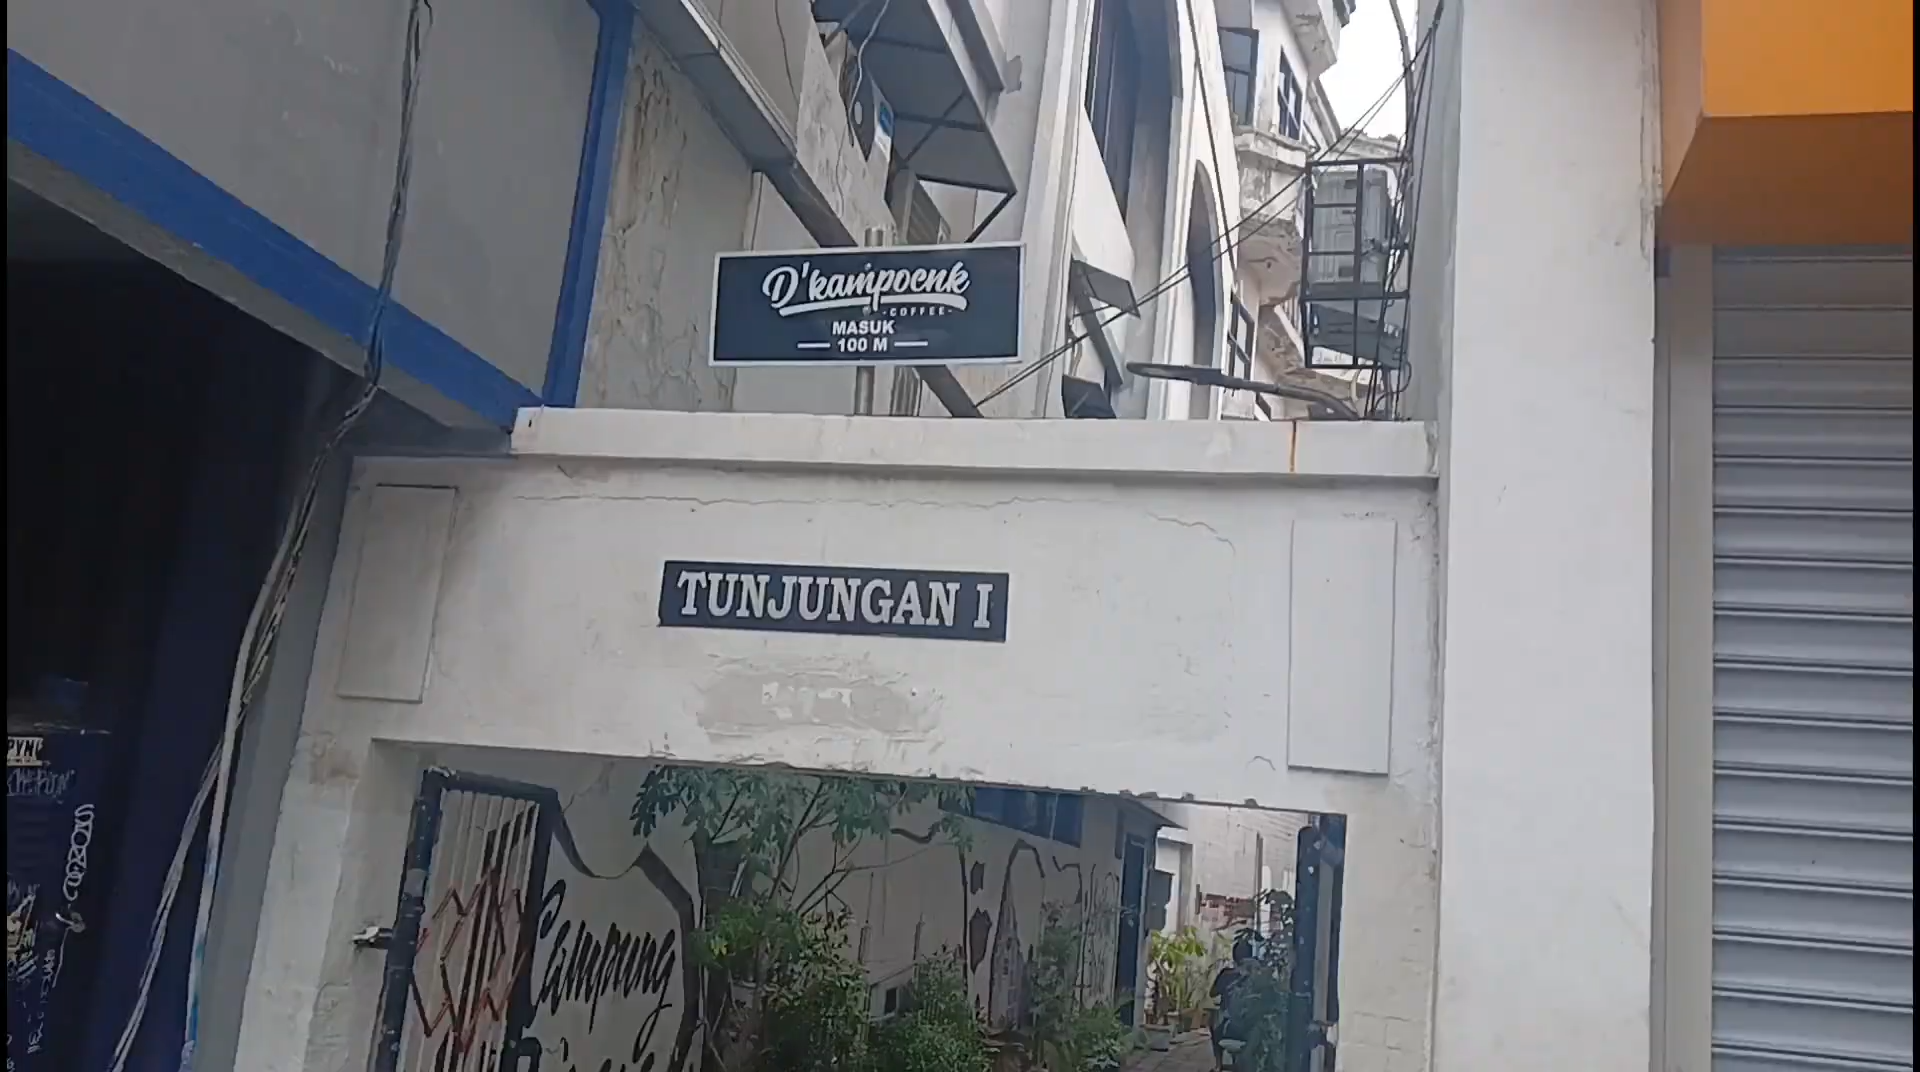 D'kampoenk
-COFFEE-
MASUK
100 M
TUNJUNGAN I
Campung